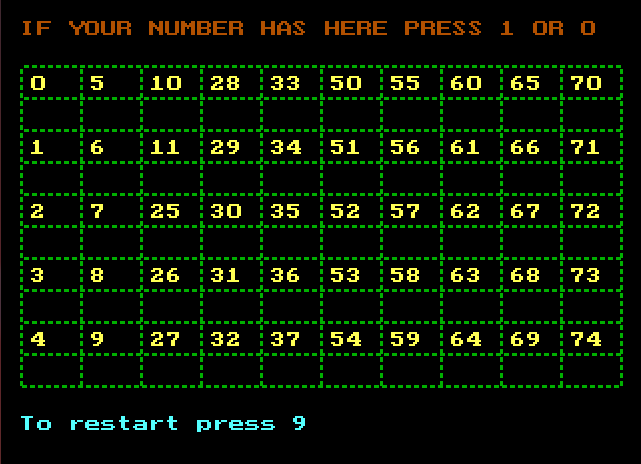 IF YOUR NUMBER HAS HERE PRESS 1 OR 0
0 5 10 28 33 50 55 60 65 70
1 6 11 29 34 51 56 61 66 71
2 7 25 30 35 52 57 62 67 72
3 8 26 31 36 53 58 63 68 73
4 9 27 32 37 54 59 64 69 74
To restart press 9